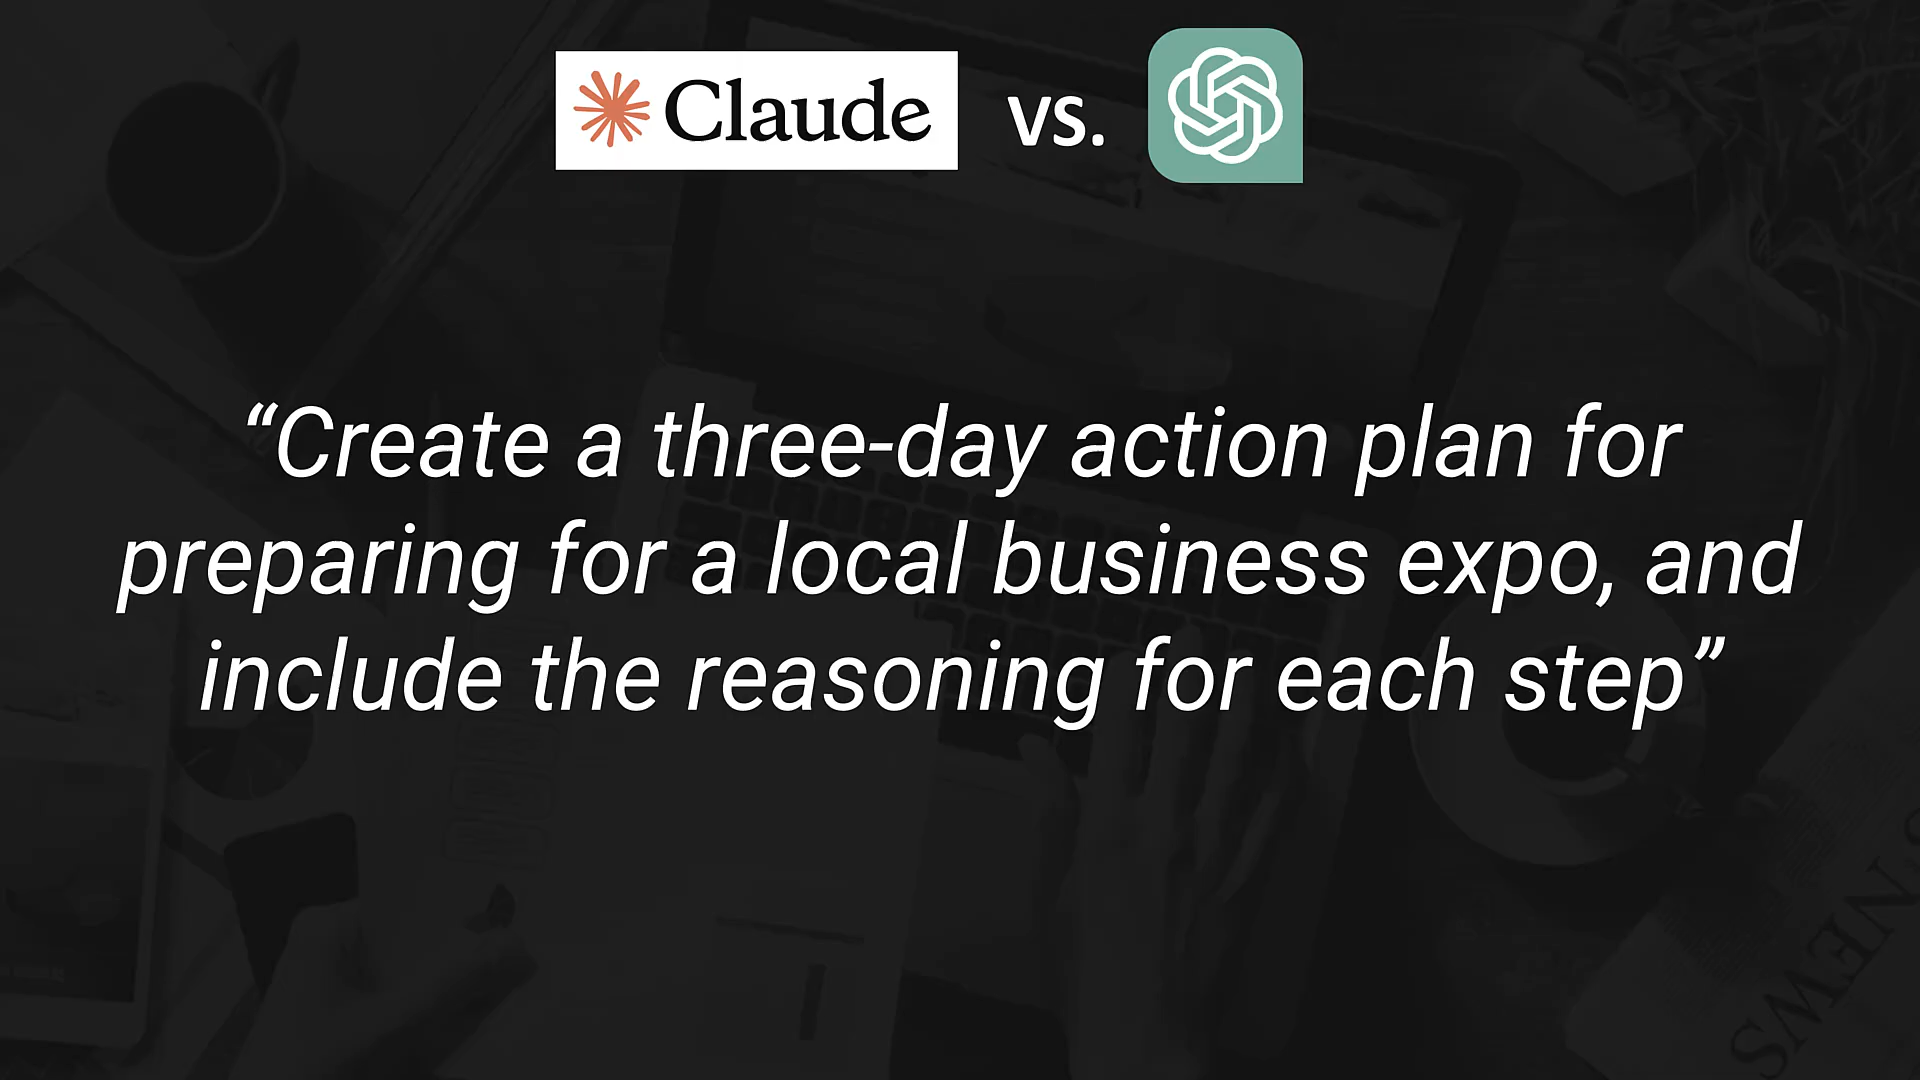 Claude vs.
“Create a three-day action plan for
preparing for a local business expo, and
include the reasoning for each step”
NEWS